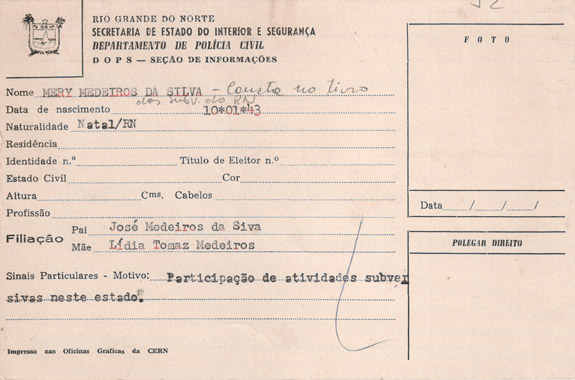 52
RIO GRANDE DO NORTE
SECRETARIA DE ESTADO DO INTERIOR E SEGURANÇA
DEPARTAMENTO DE POLÍCIA CIVIL
D O P S — SEÇÃO DE INFORMAÇÕES
Nome MERY MEDEIROS DA SILVA - Consta no livro
dos subv. do RN
Data de nascimento 10*01*43
Naturalidade Natal/RN
Residência
Identidade n.º Titulo de Eleitor n.º
Estado Civil Cor
Altura Cms. Cabelos
Profissão
Filiação
Pai José Medeiros da Siva
Mãe Lídia Tomaz Medeiros
Sinais Particulares - Motivo: Participação de atividades subver
sivas neste estado.
Impresso nas Oficinas Graficas da CERN
F O T O
Data / / /
POLEGAR DIREITO